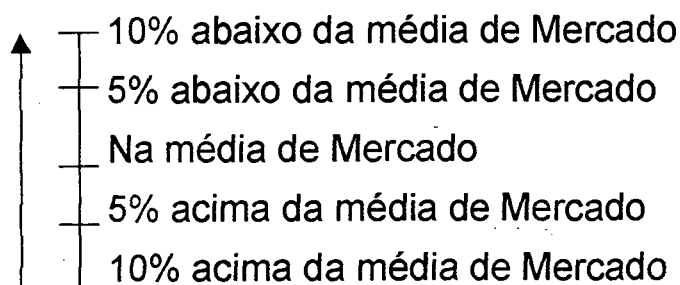 10% abaixo da média de Mercado
5% abaixo da média de Mercado
Na média de Mercado
5% acima da média de Mercado
10% acima da média de Mercado